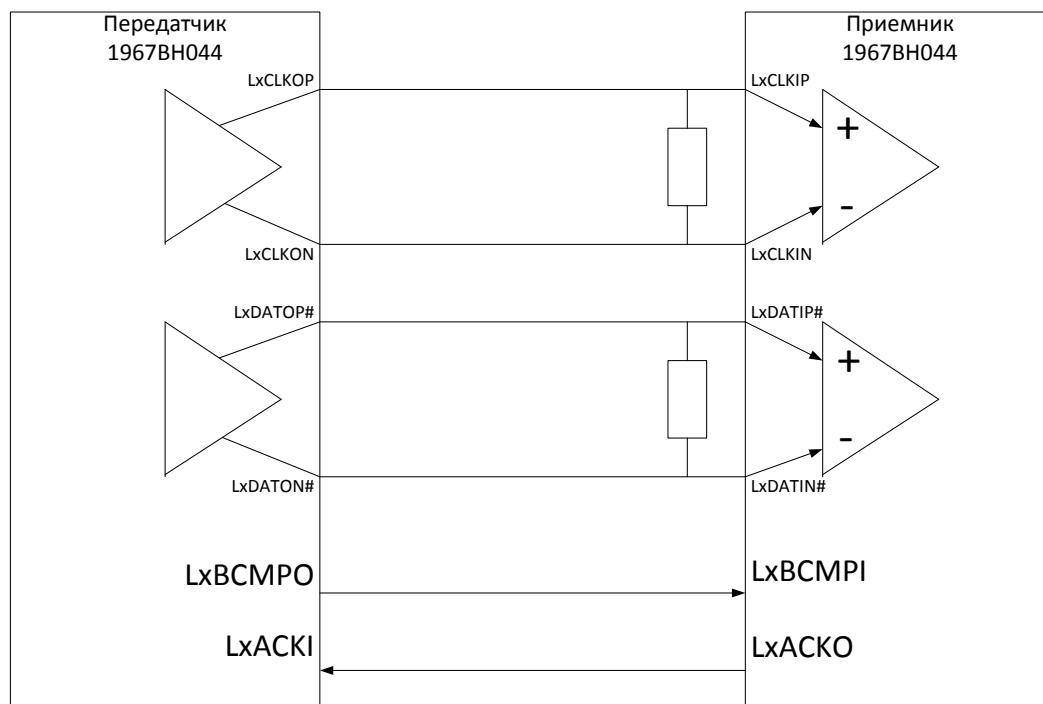 Передатчик
1967ВН044
Приемник
1967ВН044
LxCLKOP
LxCLKIP
+
-
LxCLKON
LxCLKIN
LxDATOP#
LxDATIP#
+
-
LxDATON#
LxDATIN#
LxBCMPO
LxBCMPI
LxACKI
LxACKO